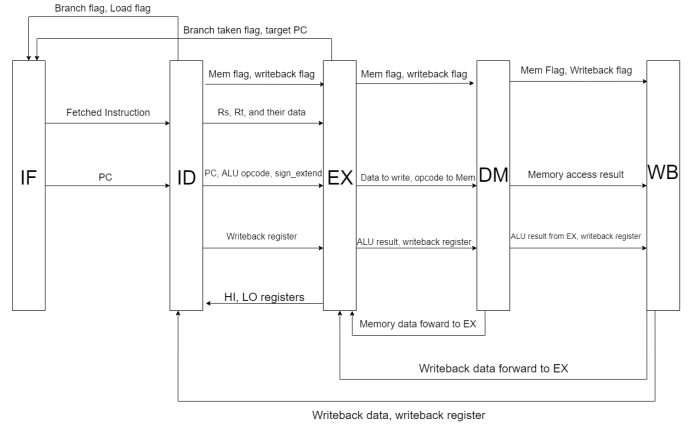 Branch flag, Load flag
Branch taken flag, target PC
Mem flag, writeback flag
Mem flag, writeback flag
Mem Flag, Writeback flag
Fetched Instruction
Rs, Rt, and their data
IF
PC
ID
PC, ALU opcode, sign_extend
EX
Data to write, opcode to Mem
DM
Memory access result
WB
Writeback register
ALU result, writeback register
ALU result from EX, writeback register
HI, LO registers
Memory data foward to EX
Writeback data forward to EX
Writeback data, writeback register